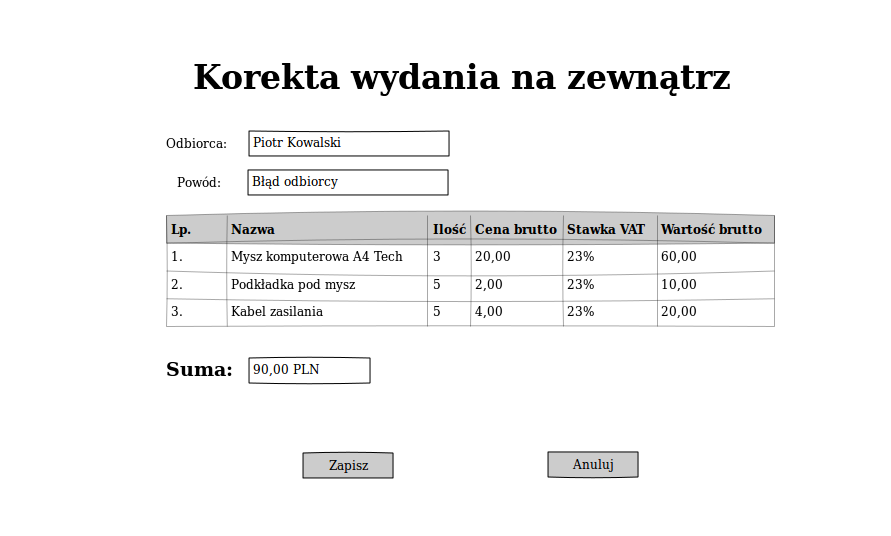 Korekta wydania na zewnątrz
Odbiorca: Piotr Kowalski
Powód: Błąd odbiorcy
Lp. Nazwa Ilość Cena brutto Stawka VAT Wartość brutto
1. Mysz komputerowa A4 Tech 3 20,00 23% 60,00
2. Podkładka pod mysz 5 2,00 23% 10,00
3. Kabel zasilania 5 4,00 23% 20,00
Suma: 90,00 PLN
Zapisz Anuluj